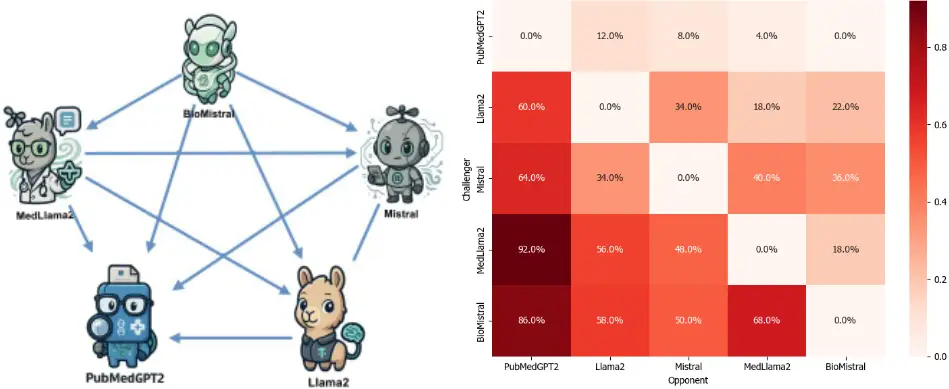 BioMistral
MedLlama2
Mistral
PubMedGPT2
Llama2
Challenger
PubMedGPT2
0.0% 12.0% 8.0% 4.0% 0.0%
Llama2
60.0% 0.0% 34.0% 18.0% 22.0%
Mistral
64.0% 34.0% 0.0% 40.0% 36.0%
MedLlama2
92.0% 56.0% 48.0% 0.0% 18.0%
BioMistral
86.0% 58.0% 50.0% 68.0% 0.0%
PubMedGPT2 Llama2 Mistral MedLlama2 BioMistral
Opponent
0.8
0.6
0.4
0.2
0.0